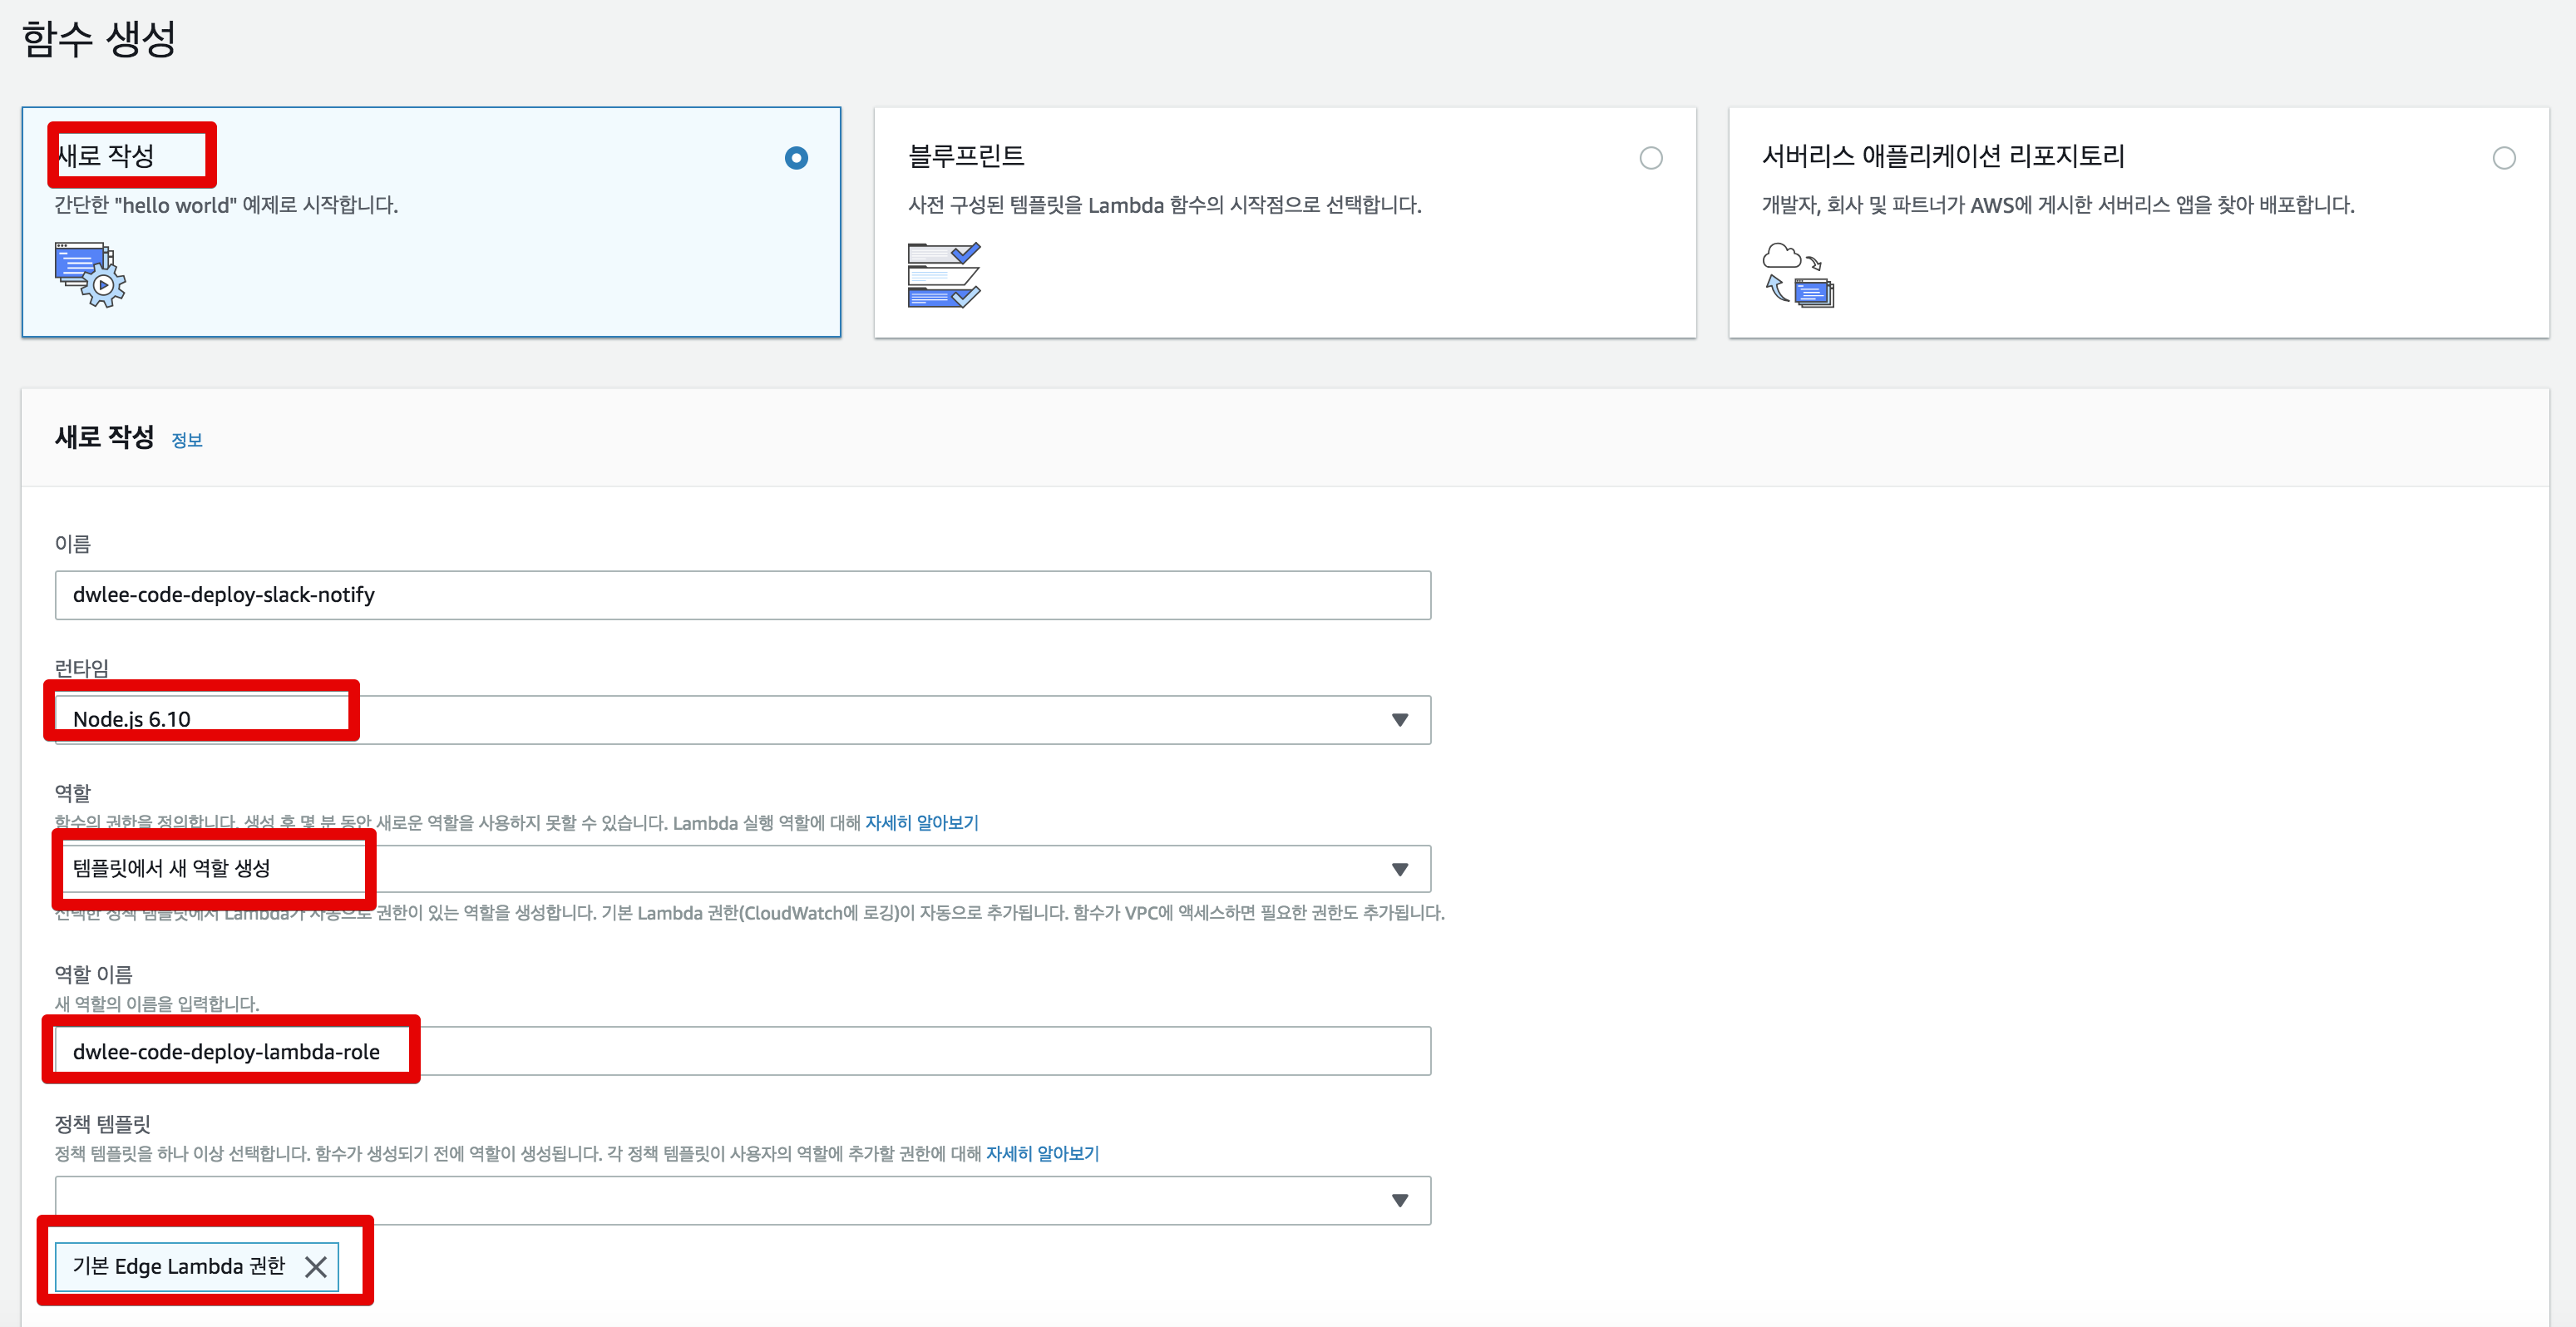 함수 생성
새로 작성
간단한 "hello world" 예제로 시작합니다.
블루프린트
사전 구성된 템플릿을 Lambda 함수의 시작점으로 선택합니다.
서버리스 애플리케이션 리포지토리
개발자, 회사 및 파트너가 AWS에 게시한 서버리스 앱을 찾아 배포합니다.
새로 작성 정보
이름
dwlee-code-deploy-slack-notify
런타임
Node.js 6.10
역할
함수의 권한을 정의합니다. 생성 후 몇 분 동안 새로운 역할을 사용하지 못할 수 있습니다. Lambda 실행 역할에 대해 자세히 알아보기
템플릿에서 새 역할 생성
선택한 정책 템플릿에서 Lambda가 자동으로 권한이 있는 역할을 생성합니다. 기본 Lambda 권한(CloudWatch에 로깅)이 자동으로 추가됩니다. 함수가 VPC에 액세스하면 필요한 권한도 추가됩니다.
역할 이름
새 역할의 이름을 입력합니다.
dwlee-code-deploy-lambda-role
정책 템플릿
정책 템플릿을 하나 이상 선택합니다. 함수가 생성되기 전에 역할이 생성됩니다. 각 정책 템플릿이 사용자의 역할에 추가할 권한에 대해 자세히 알아보기
기본 Edge Lambda 권한